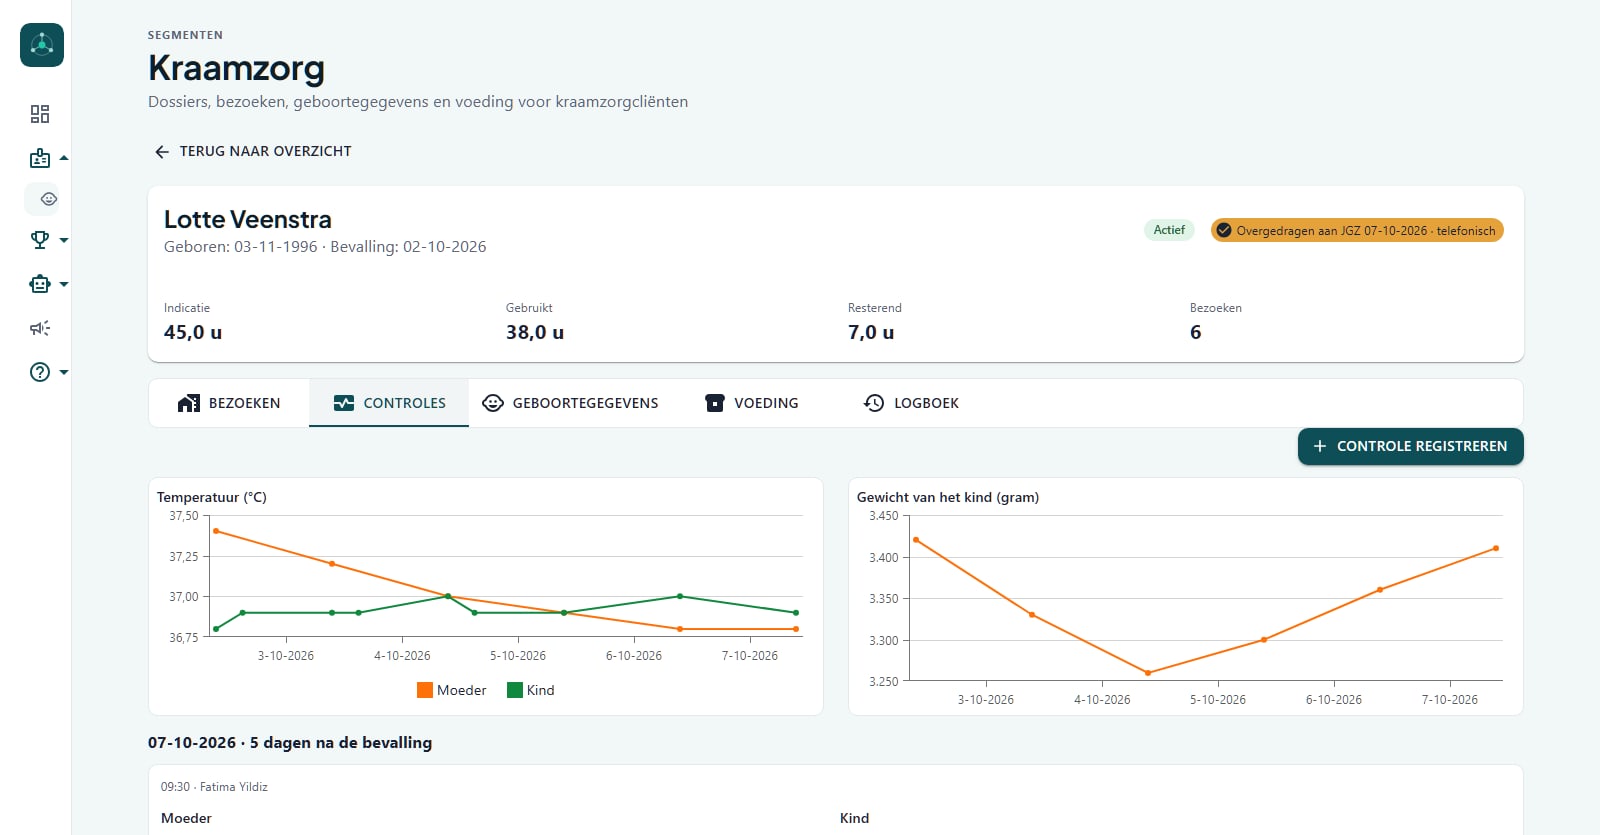 SEGMENTEN
Kraamzorg
Dossiers, bezoeken, geboortegegevens en voeding voor kraamzorgcliënten
TERUG NAAR OVERZICHT
Lotte Veenstra
Geboren: 03-11-1996 · Bevalling: 02-10-2026
Actief
Overgedragen aan JGZ 07-10-2026 · telefonisch
Indicatie
45,0 u
Gebruikt
38,0 u
Resterend
7,0 u
Bezoeken
6
BEZOEKEN
CONTROLES
GEBOORTEGEGEVENS
VOEDING
LOGBOEK
+ CONTROLE REGISTREREN
Temperatuur (°C)
37,50
37,25
37,00
36,75
3-10-2026
4-10-2026
5-10-2026
6-10-2026
7-10-2026
Moeder
Kind
Gewicht van het kind (gram)
3.450
3.400
3.350
3.300
3.250
3-10-2026
4-10-2026
5-10-2026
6-10-2026
7-10-2026
07-10-2026 · 5 dagen na de bevalling
09:30 · Fatima Yildiz
Moeder
Kind